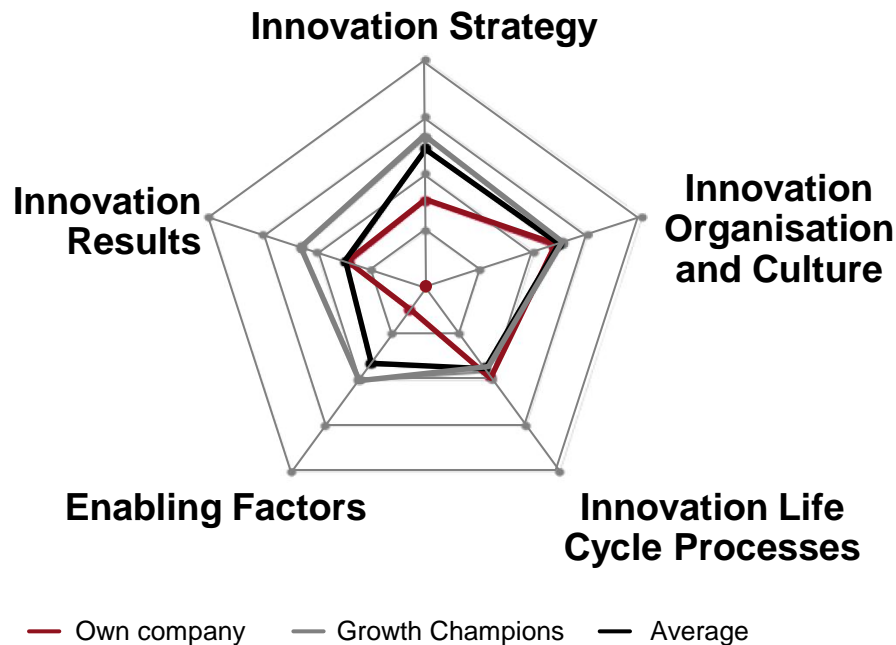 Innovation Strategy
Innovation
Organisation
and Culture
Innovation
Results
Enabling Factors
Innovation Life
Cycle Processes
Own company
Growth Champions
Average